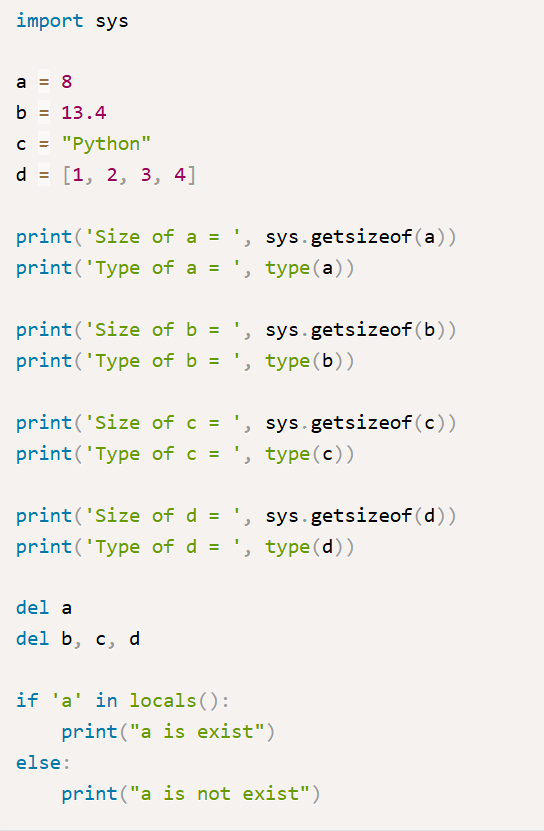 import sys
a = 8
b = 13.4
c = "Python"
d = [1, 2, 3, 4]
print('Size of a = ', sys.getsizeof(a))
print('Type of a = ', type(a))
print('Size of b = ', sys.getsizeof(b))
print('Type of b = ', type(b))
print('Size of c = ', sys.getsizeof(c))
print('Type of c = ', type(c))
print('Size of d = ', sys.getsizeof(d))
print('Type of d = ', type(d))
del a
del b, c, d
if 'a' in locals():
    print("a is exist")
else:
    print("a is not exist")